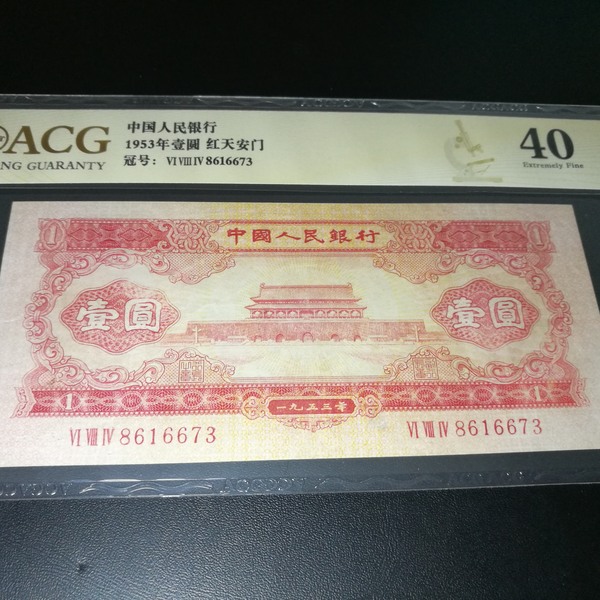 ACG
NG GUARANTY
中国人民银行
1953年壹圆 红天安门
冠号: VI VIII IV 8616673
40
Extremely Fine
1
中國人民銀行
1
壹圓
壹圓
1
一九五三年
1
VI VIII IV 8616673
VI VIII IV 8616673